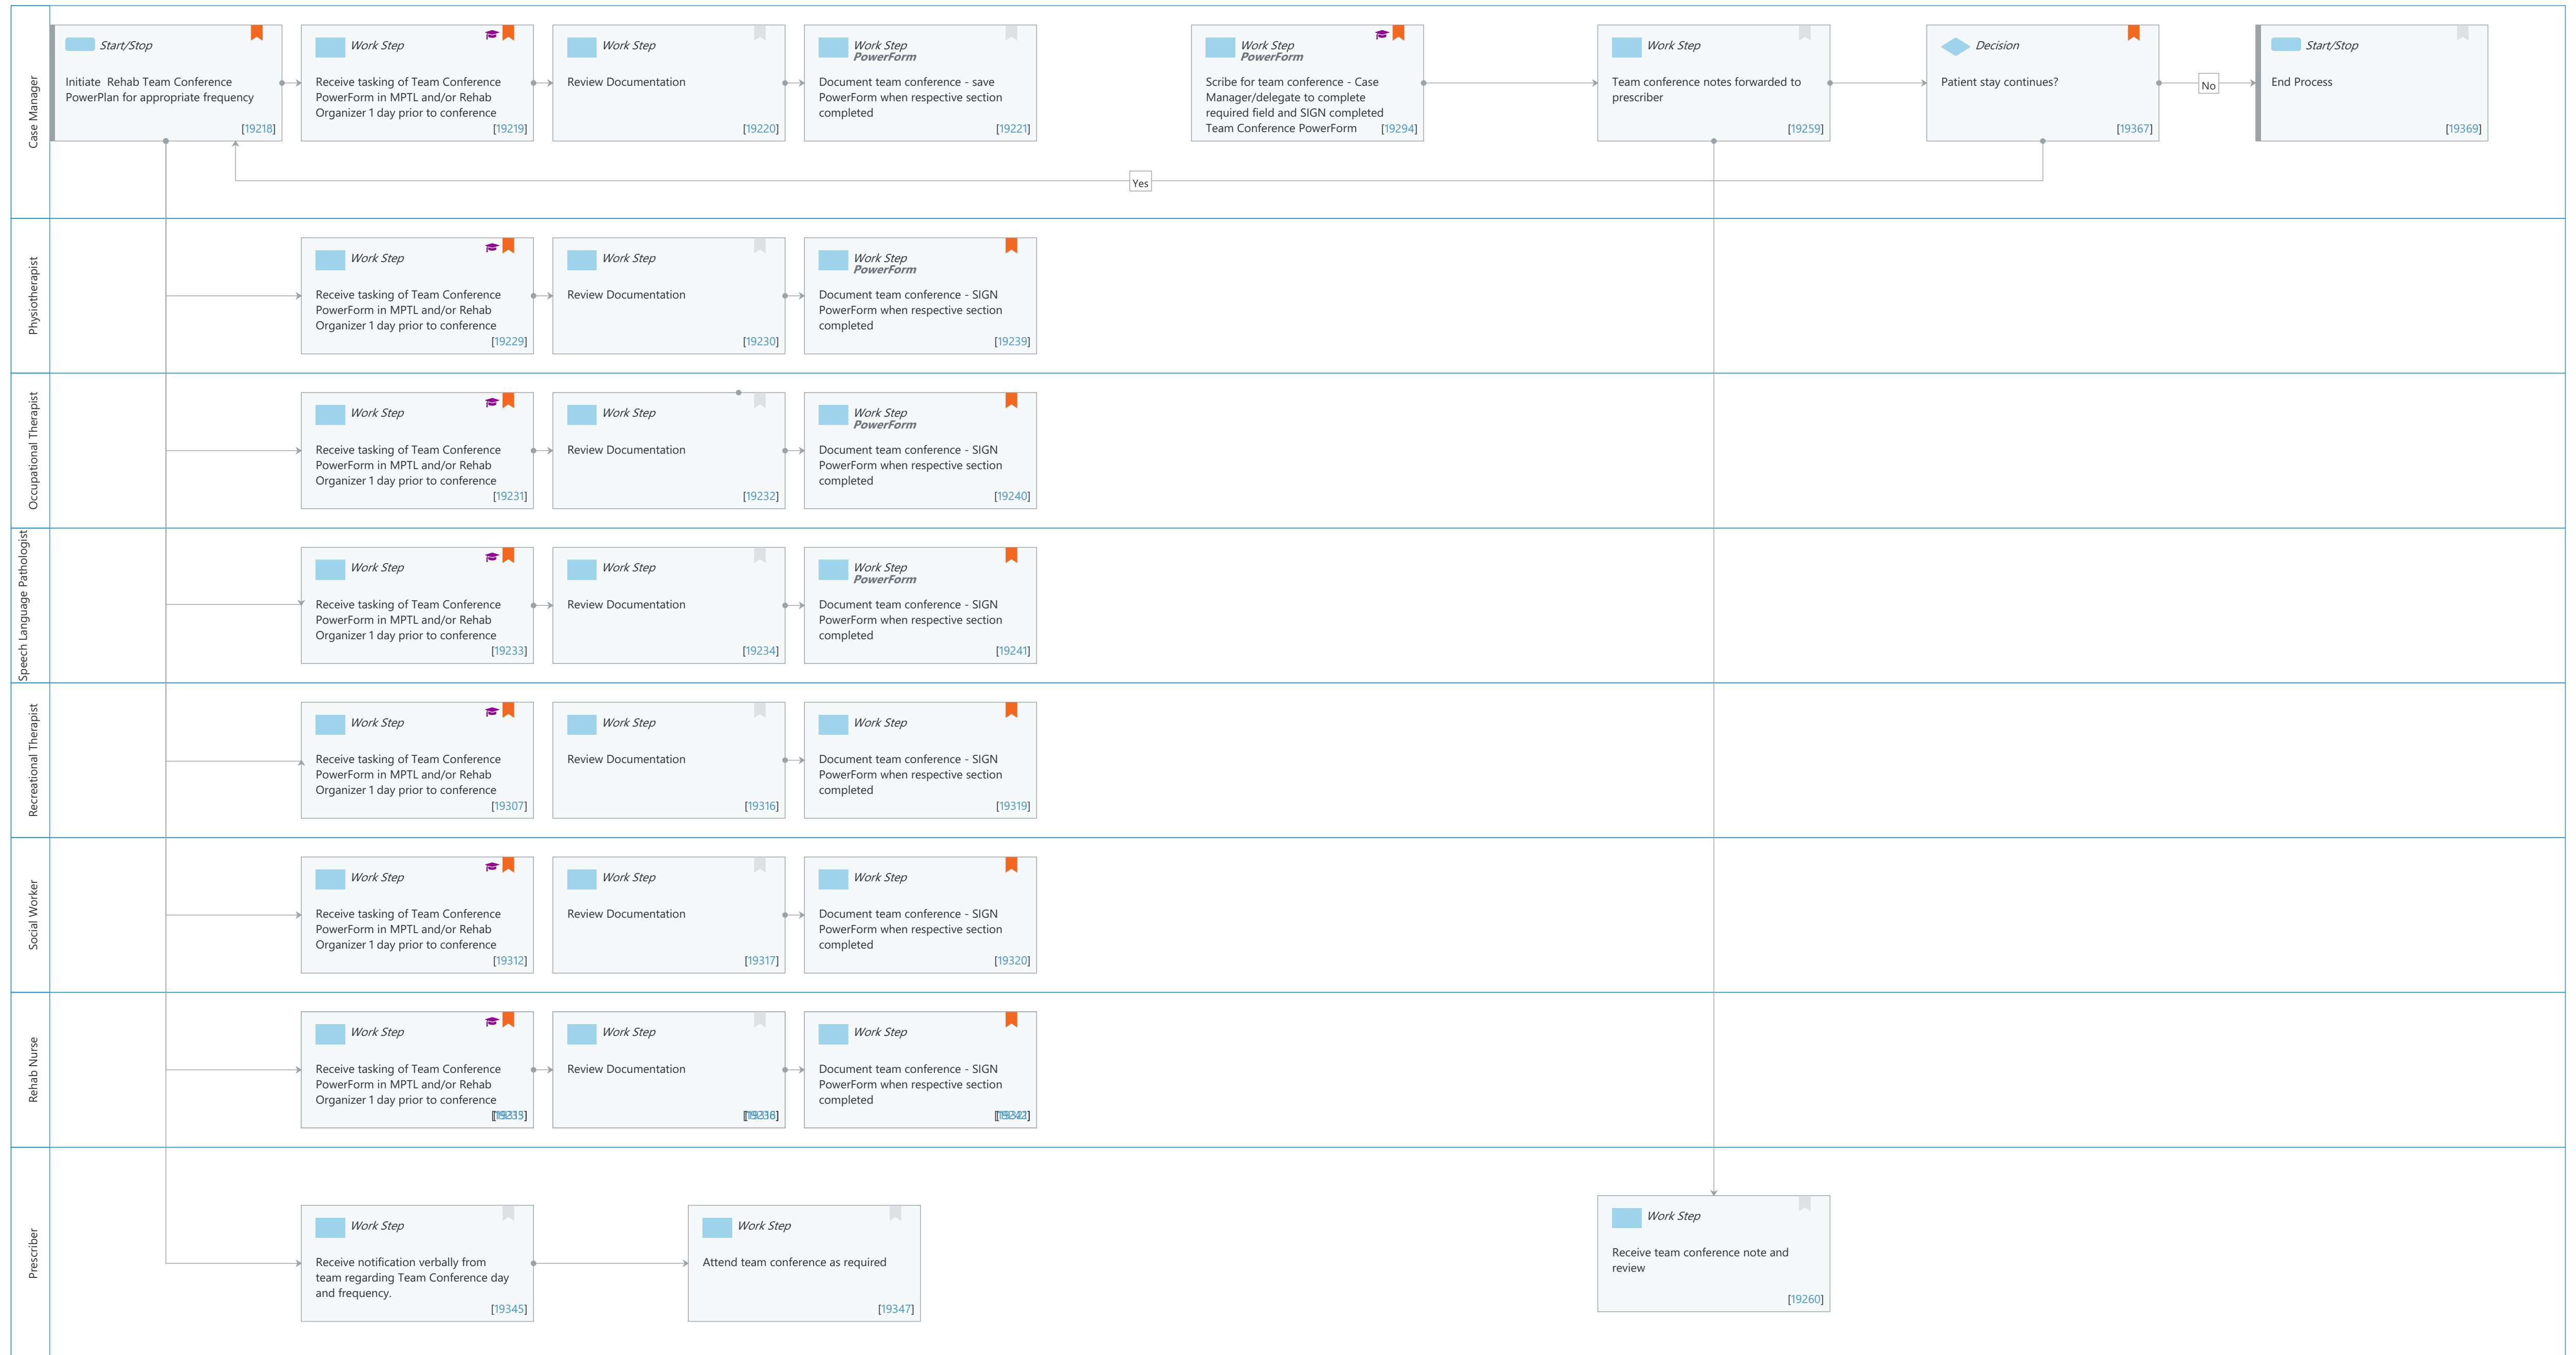 Case Manager
Start/Stop
Initiate  Rehab Team Conference
PowerPlan for appropriate frequency
[19218]
Work Step
Receive tasking of Team Conference
PowerForm in MPTL and/or Rehab
Organizer 1 day prior to conference
[19219]
Work Step
Review Documentation
[19220]
Work Step
PowerForm
Document team conference - save
PowerForm when respective section
completed
[19221]
Work Step
PowerForm
Scribe for team conference - Case
Manager/delegate to complete
required field and SIGN completed
Team Conference PowerForm [19294]
Work Step
Team conference notes forwarded to
prescriber
[19259]
Decision
Patient stay continues?
[19367]
No
Start/Stop
End Process
[19369]
Yes
Physiotherapist
Work Step
Receive tasking of Team Conference
PowerForm in MPTL and/or Rehab
Organizer 1 day prior to conference
[19229]
Work Step
Review Documentation
[19230]
Work Step
PowerForm
Document team conference - SIGN
PowerForm when respective section
completed
[19239]
Occupational Therapist
Work Step
Receive tasking of Team Conference
PowerForm in MPTL and/or Rehab
Organizer 1 day prior to conference
[19231]
Work Step
Review Documentation
[19232]
Work Step
PowerForm
Document team conference - SIGN
PowerForm when respective section
completed
[19240]
Speech Language Pathologist
Work Step
Receive tasking of Team Conference
PowerForm in MPTL and/or Rehab
Organizer 1 day prior to conference
[19233]
Work Step
Review Documentation
[19234]
Work Step
PowerForm
Document team conference - SIGN
PowerForm when respective section
completed
[19241]
Recreational Therapist
Work Step
Receive tasking of Team Conference
PowerForm in MPTL and/or Rehab
Organizer 1 day prior to conference
[19307]
Work Step
Review Documentation
[19316]
Work Step
Document team conference - SIGN
PowerForm when respective section
completed
[19319]
Social Worker
Work Step
Receive tasking of Team Conference
PowerForm in MPTL and/or Rehab
Organizer 1 day prior to conference
[19312]
Work Step
Review Documentation
[19317]
Work Step
Document team conference - SIGN
PowerForm when respective section
completed
[19320]
Rehab Nurse
Work Step
Receive tasking of Team Conference
PowerForm in MPTL and/or Rehab
Organizer 1 day prior to conference
Work Step
Review Documentation
Work Step
Document team conference - SIGN
PowerForm when respective section
completed
Prescriber
Work Step
Receive notification verbally from
team regarding Team Conference day
and frequency.
[19345]
Work Step
Attend team conference as required
[19347]
Work Step
Receive team conference note and
review
[19260]